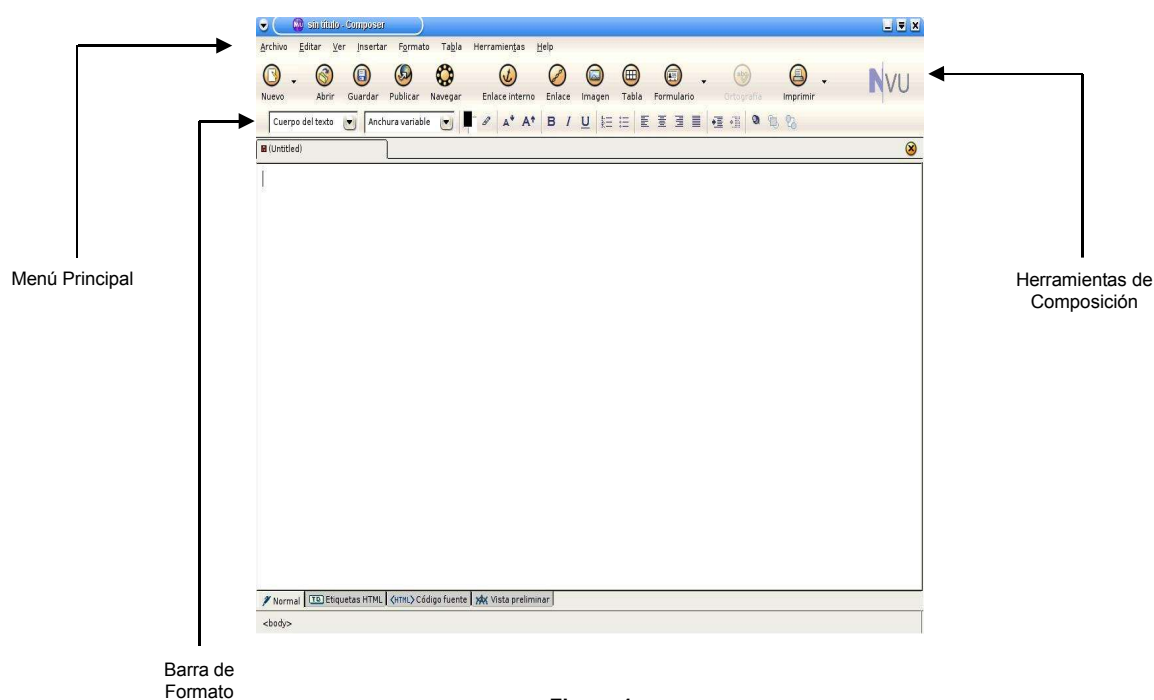 sin título - Composer
Archivo Editar Ver Insertar Formato Tabla Herramientas Help
Nuevo Abrir Guardar Publicar Navegar Enlace interno Enlace Imagen Tabla Formulario Ortografía Imprimir
NVU
Cuerpo del texto Anchura variable
(Untitled)
Menú Principal
Herramientas de
Composición
Normal TD Etiquetas HTML <HTML> Código fuente Vista preliminar
<body>
Barra de
Formato